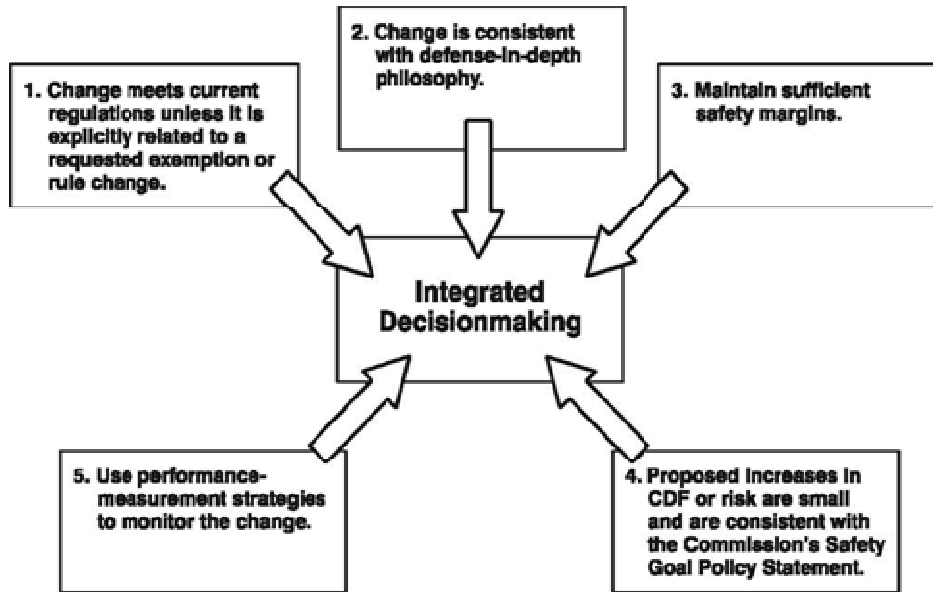 1. Change meets current
regulations unless it is
explicitly related to a
requested exemption or
rule change.
2. Change is consistent
with defense-in-depth
philosophy.
3. Maintain sufficient
safety margins.
Integrated
Decisionmaking
5. Use performance-
measurement strategies
to monitor the change.
4. Proposed increases in
CDF or risk are small
and are consistent with
the Commission's Safety
Goal Policy Statement.